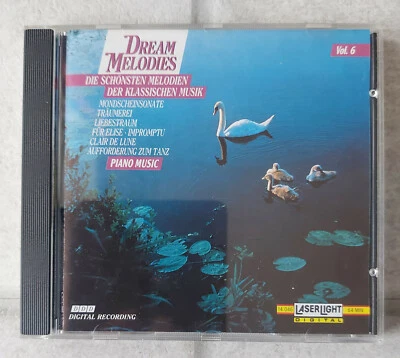 DREAM
MELODIES
Vol. 6
DIE SCHÖNSTEN MELODIEN
DER KLASSISCHEN MUSIK
MONDSCHEINSONATE
TRÄUMEREI
LIEBESTRAUM
FÜR ELISE · IMPROMPTU
CLAIR DE LUNE
AUFFORDERUNG ZUM TANZ
PIANO MUSIC
DDD
DIGITAL RECORDING
LASERLIGHT
DIGITAL